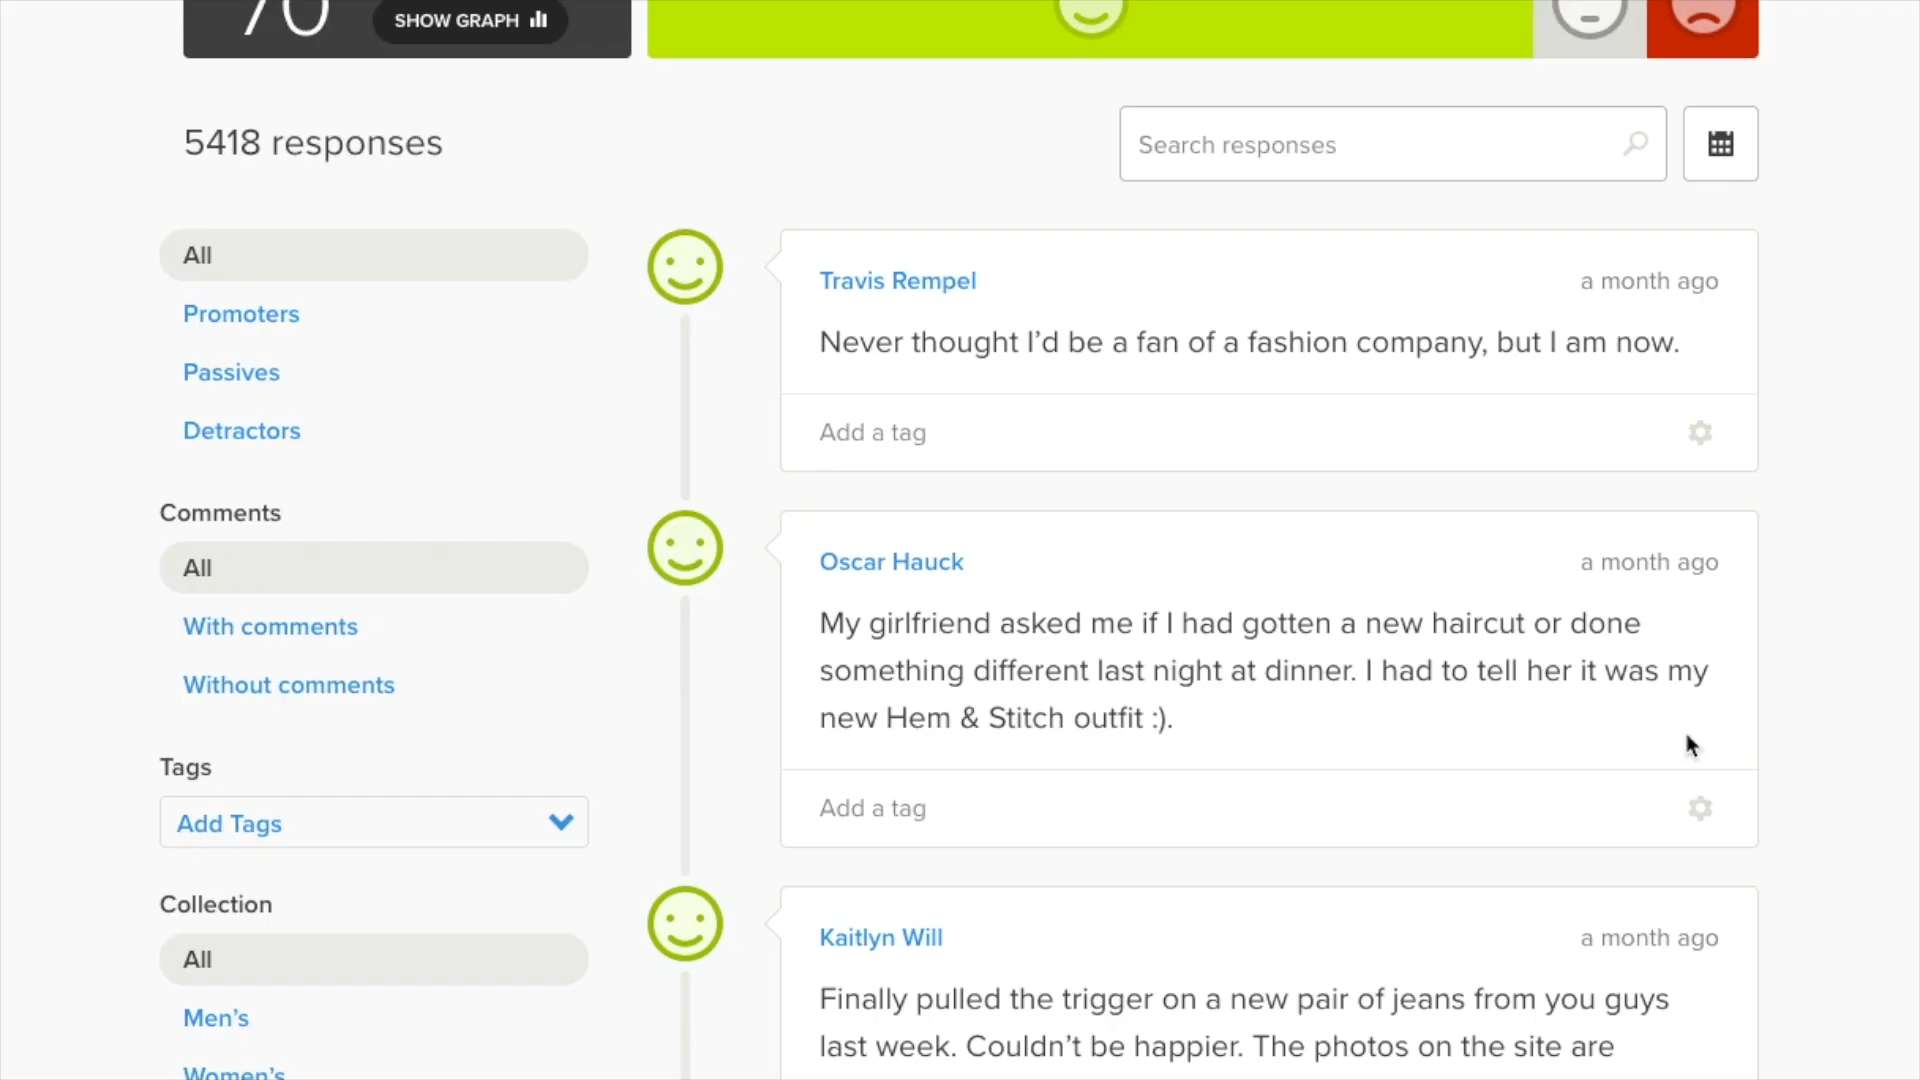 70
SHOW GRAPH
5418 responses
Search responses
All
Promoters
Passives
Detractors
Comments
All
With comments
Without comments
Tags
Add Tags
Collection
All
Men’s
Women’s
Travis Rempel
a month ago
Never thought I’d be a fan of a fashion company, but I am now.
Add a tag
Oscar Hauck
a month ago
My girlfriend asked me if I had gotten a new haircut or done
something different last night at dinner. I had to tell her it was my
new Hem & Stitch outfit :).
Add a tag
Kaitlyn Will
a month ago
Finally pulled the trigger on a new pair of jeans from you guys
last week. Couldn’t be happier. The photos on the site are